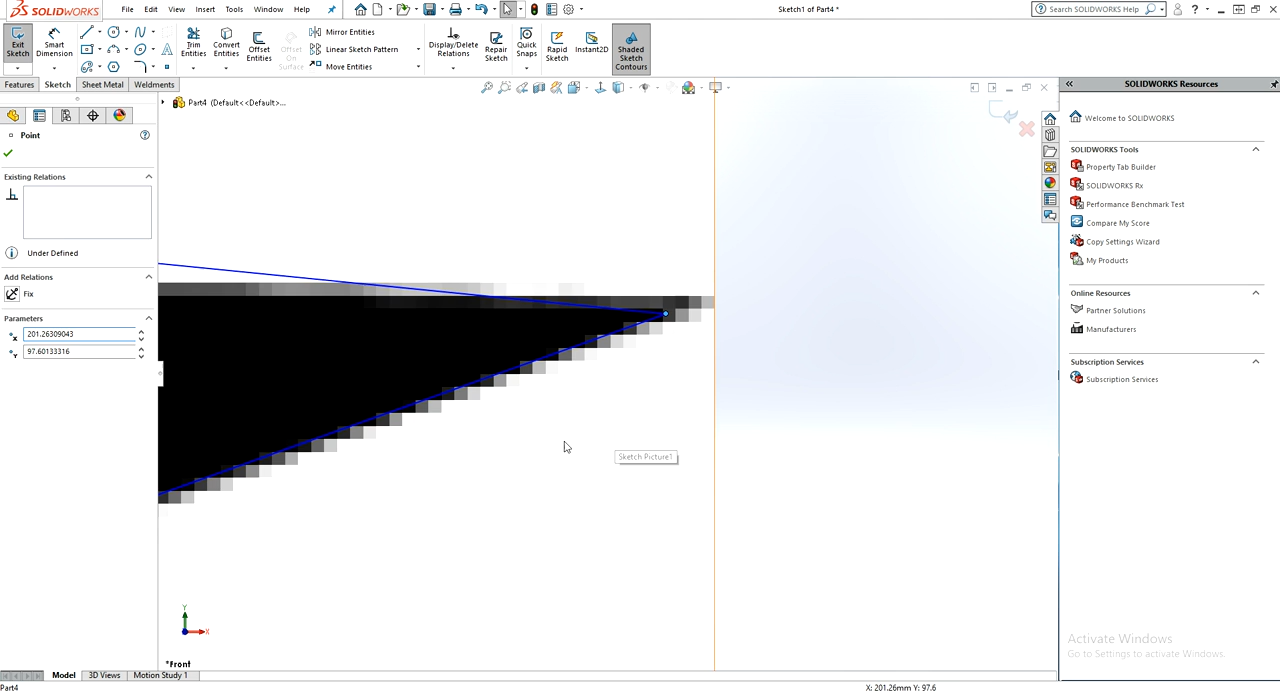 SOLIDWORKS File Edit View Insert Tools Window Help Sketch1 of Part4 * Search SOLIDWORKS Help
Exit Sketch
Smart Dimension
Trim Entities
Convert Entities
Offset Entities
Offset On Surface
Mirror Entities
Linear Sketch Pattern
Move Entities
Display/Delete Relations
Repair Sketch
Quick Snaps
Rapid Sketch
Instant2D
Shaded Sketch Contours
Features Sketch Sheet Metal Weldments
Part4 (Default<<Default>...
Point
Existing Relations
Under Defined
Add Relations
Fix
Parameters
201.26309043
97.60133316
Sketch Picture1
Y
X
*Front
SOLIDWORKS Resources
Welcome to SOLIDWORKS
SOLIDWORKS Tools
Property Tab Builder
SOLIDWORKS Rx
Performance Benchmark Test
Compare My Score
Copy Settings Wizard
My Products
Online Resources
Partner Solutions
Manufacturers
Subscription Services
Subscription Services
Activate Windows
Go to Settings to activate Windows.
Model 3D Views Motion Study 1
Part4 X: 201.26mm Y: 97.6